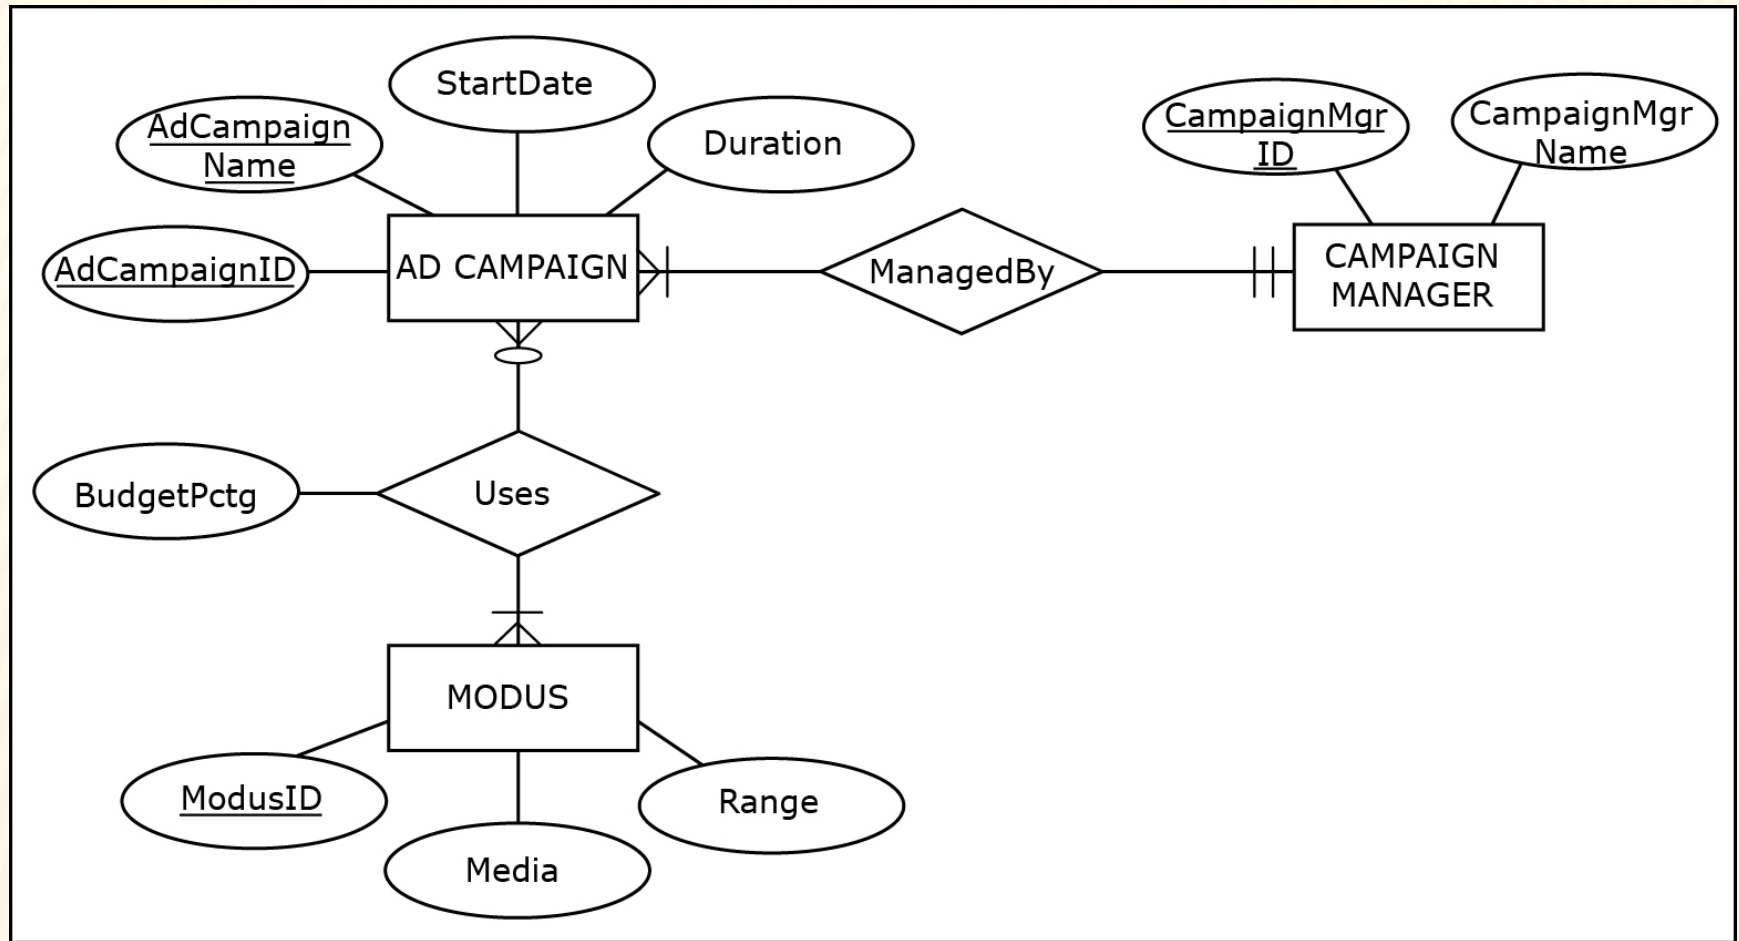 StartDate
AdCampaign
Name
Duration
CampaignMgr
ID
CampaignMgr
Name
AdCampaignID
AD CAMPAIGN
ManagedBy
CAMPAIGN
MANAGER
BudgetPctg
Uses
MODUS
ModusID
Range
Media